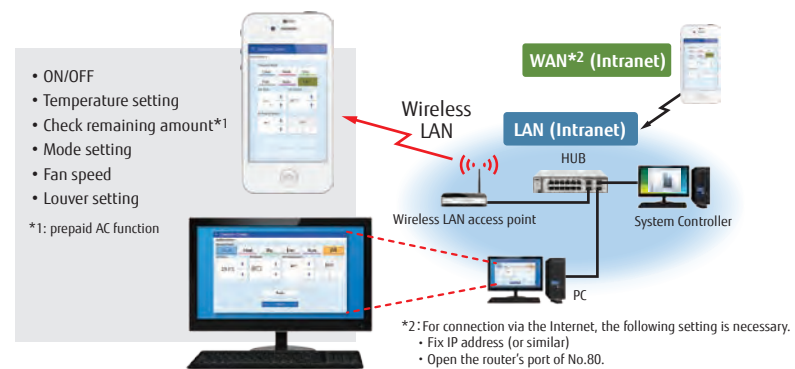 • ON/OFF
• Temperature setting
• Check remaining amount*1
• Mode setting
• Fan speed
• Louver setting
*1: prepaid AC function
Wireless
LAN
WAN*2 (Intranet)
LAN (Intranet)
HUB
Wireless LAN access point
System Controller
PC
*2: For connection via the Internet, the following setting is necessary.
• Fix IP address (or similar)
• Open the router's port of No.80.